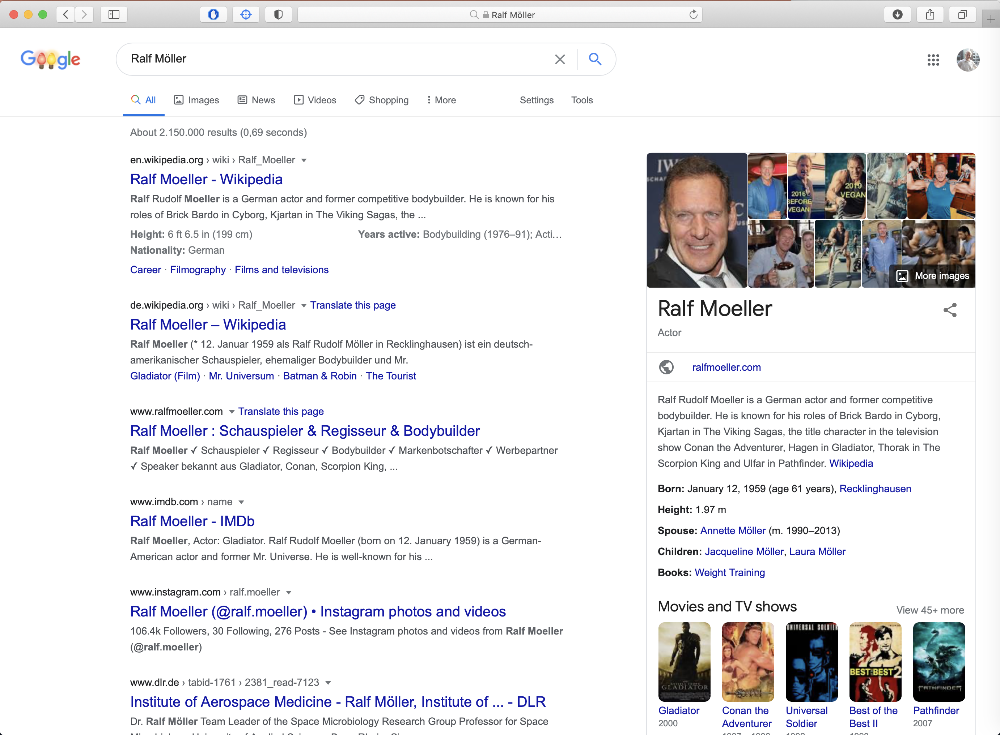 Ralf Möller
Google
Ralf Möller
All
Images
News
Videos
Shopping
More
Settings
Tools
About 2.150.000 results (0,69 seconds)
en.wikipedia.org › wiki › Ralf_Moeller
Ralf Moeller - Wikipedia
Ralf Rudolf Moeller is a German actor and former competitive bodybuilder. He is known for his
roles of Brick Bardo in Cyborg, Kjartan in The Viking Sagas, the ...
Height: 6 ft 6.5 in (199 cm)
Years active: Bodybuilding (1976–91); Acti...
Nationality: German
Career · Filmography · Films and televisions
de.wikipedia.org › wiki › Ralf_Moeller Translate this page
Ralf Moeller – Wikipedia
Ralf Moeller (* 12. Januar 1959 als Ralf Rudolf Möller in Recklinghausen) ist ein deutsch-
amerikanischer Schauspieler, ehemaliger Bodybuilder und Mr.
Gladiator (Film) · Mr. Universum · Batman & Robin · The Tourist
www.ralfmoeller.com Translate this page
Ralf Moeller : Schauspieler & Regisseur & Bodybuilder
Ralf Moeller ✓ Schauspieler ✓ Regisseur ✓ Bodybuilder ✓ Markenbotschafter ✓ Werbepartner
✓ Speaker bekannt aus Gladiator, Conan, Scorpion King, ...
www.imdb.com › name
Ralf Moeller - IMDb
Ralf Moeller, Actor: Gladiator. Ralf Rudolf Moeller (born on 12. January 1959) is a German-
American actor and former Mr. Universe. He is well-known for his ...
www.instagram.com › ralf.moeller
Ralf Moeller (@ralf.moeller) • Instagram photos and videos
106.4k Followers, 30 Following, 276 Posts - See Instagram photos and videos from Ralf Moeller
(@ralf.moeller)
www.dlr.de › tabid-1761 › 2381_read-7123
Institute of Aerospace Medicine - Ralf Möller, Institute of ... - DLR
Dr. Ralf Möller Team Leader of the Space Microbiology Research Group Professor for Space
IW
2016
BEFORE
VEGAN
2019
VEGAN
More images
Ralf Moeller
Actor
ralfmoeller.com
Ralf Rudolf Moeller is a German actor and former competitive
bodybuilder. He is known for his roles of Brick Bardo in Cyborg,
Kjartan in The Viking Sagas, the title character in the television
show Conan the Adventurer, Hagen in Gladiator, Thorak in The
Scorpion King and Ulfar in Pathfinder. Wikipedia
Born: January 12, 1959 (age 61 years), Recklinghausen
Height: 1.97 m
Spouse: Annette Möller (m. 1990–2013)
Children: Jacqueline Möller, Laura Möller
Books: Weight Training
Movies and TV shows
View 45+ more
GLADIATOR
UNIVERSAL SOLDIER
BEST OF THE BEST 2
PATHFINDER
Gladiator
2000
Conan the
Adventurer
Universal
Soldier
Best of the
Best II
Pathfinder
2007